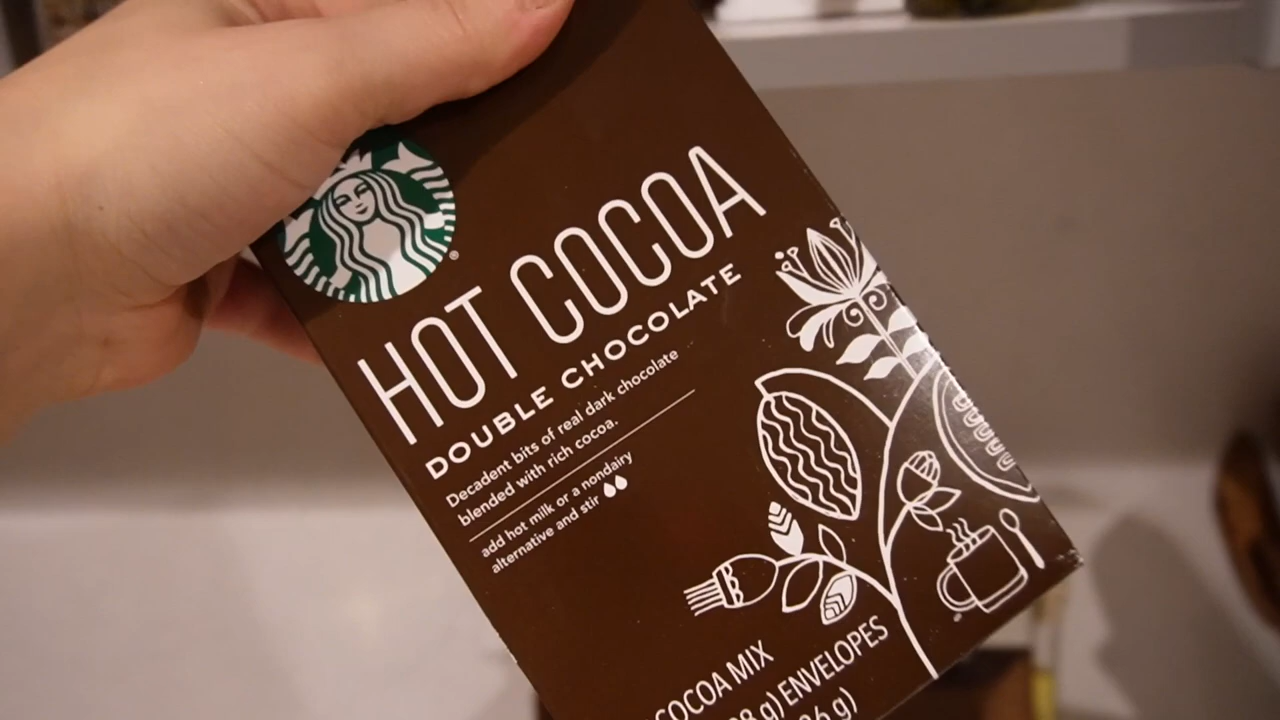 HOT COCOA
DOUBLE CHOCOLATE
Decadent bits of real dark chocolate
blended with rich cocoa.
add hot milk or a nondairy
alternative and stir
COCOA MIX
g) ENVELOPES
g)